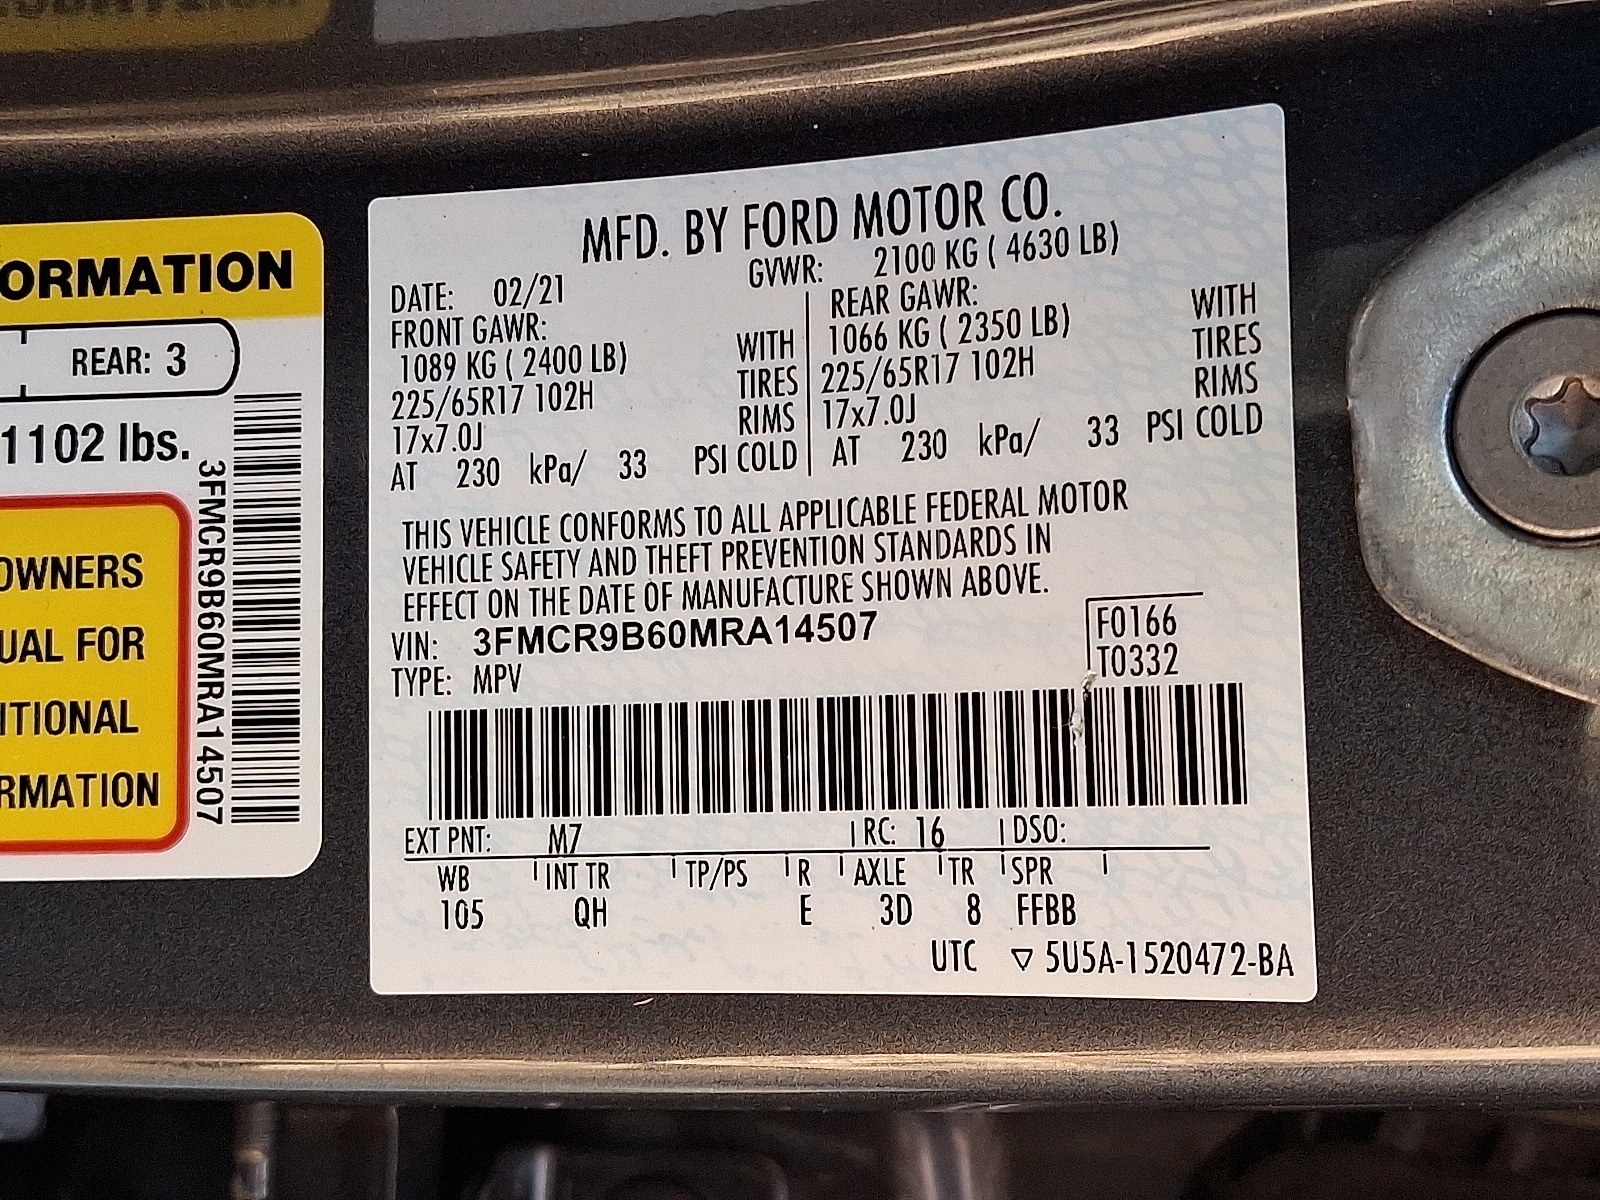 ORMATION
REAR: 3
1102 lbs.
OWNERS
UAL FOR
ITIONAL
RMATION
3FMCR9B60MRA14507
MFD. BY FORD MOTOR CO.
DATE: 02/21 GVWR: 2100 KG ( 4630 LB)
FRONT GAWR: REAR GAWR:
1089 KG ( 2400 LB) WITH 1066 KG ( 2350 LB) WITH
225/65R17 102H TIRES 225/65R17 102H TIRES
17x7.0J RIMS 17x7.0J RIMS
AT 230 kPa/ 33 PSI COLD AT 230 kPa/ 33 PSI COLD
THIS VEHICLE CONFORMS TO ALL APPLICABLE FEDERAL MOTOR
VEHICLE SAFETY AND THEFT PREVENTION STANDARDS IN
EFFECT ON THE DATE OF MANUFACTURE SHOWN ABOVE.
VIN: 3FMCR9B60MRA14507 F0166
TYPE: MPV T0332
EXT PNT: M7 RC: 16 DSO:
WB INT TR TP/PS R AXLE TR SPR
105 QH E 3D 8 FFBB
UTC ▽ 5U5A-1520472-BA